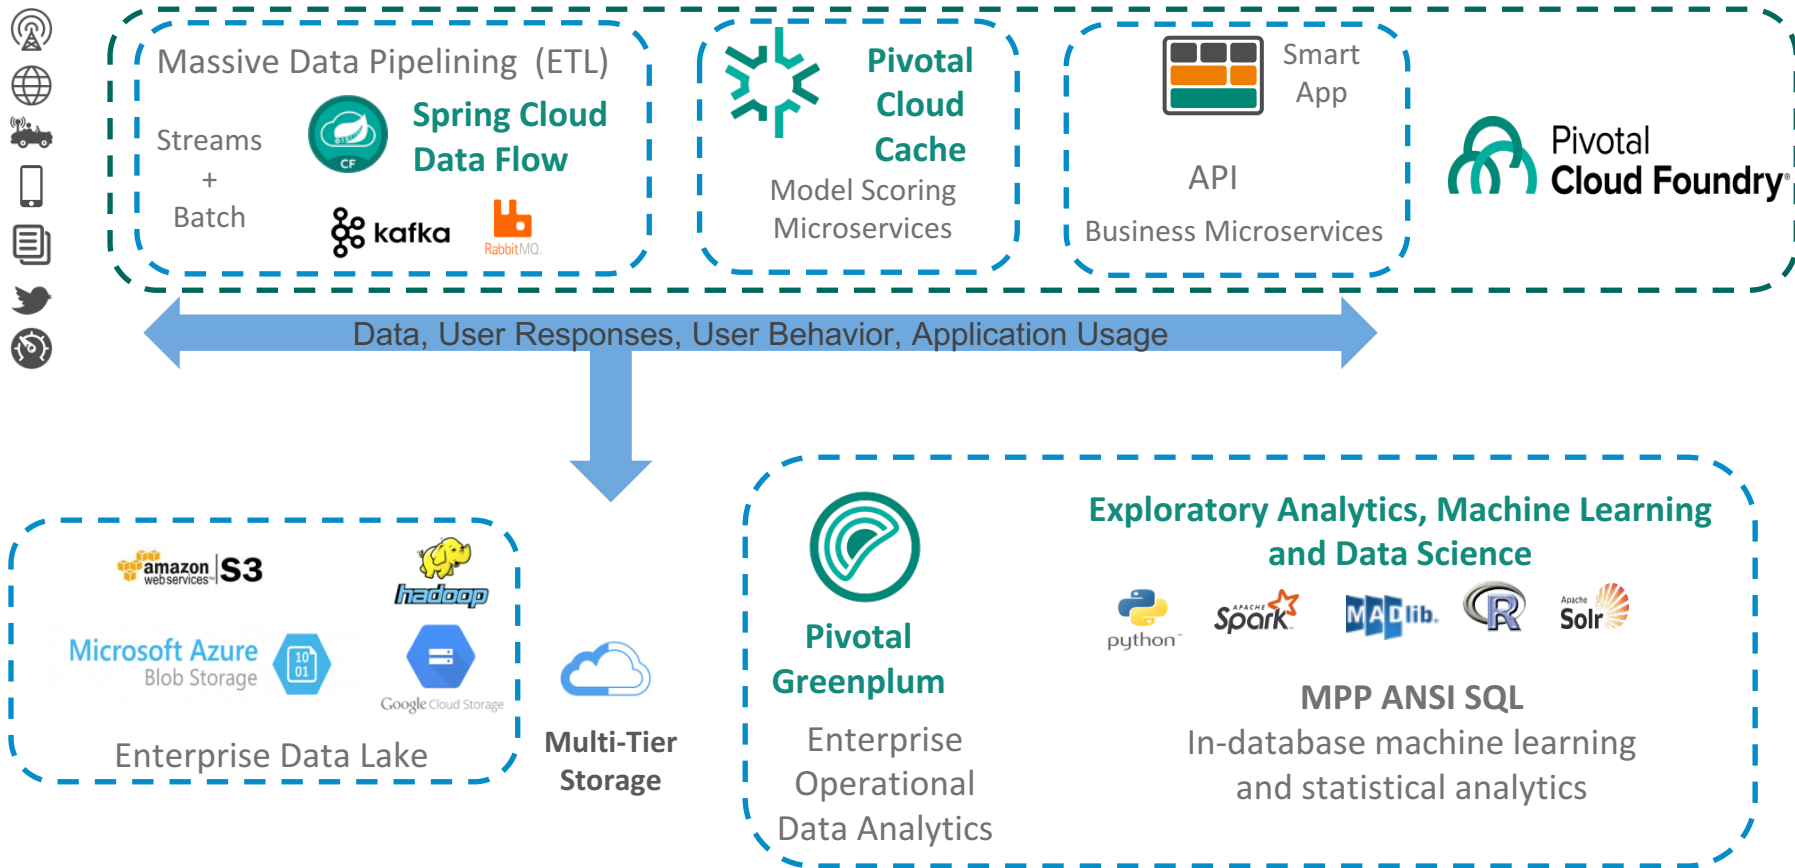 Massive Data Pipelining (ETL)
Streams
+
Batch
CF
Spring Cloud
Data Flow
kafka
RabbitMQ
Pivotal
Cloud
Cache
Model Scoring
Microservices
Smart
App
API
Business Microservices
Pivotal
Cloud Foundry
Data, User Responses, User Behavior, Application Usage
amazon
webservices™
S3
hadoop
Microsoft Azure
Blob Storage
10
01
Google Cloud Storage
Enterprise Data Lake
Multi-Tier
Storage
Pivotal
Greenplum
Enterprise
Operational
Data Analytics
Exploratory Analytics, Machine Learning
and Data Science
python™
APACHE
Spark
MADlib.
R
Apache
Solr
MPP ANSI SQL
In-database machine learning
and statistical analytics